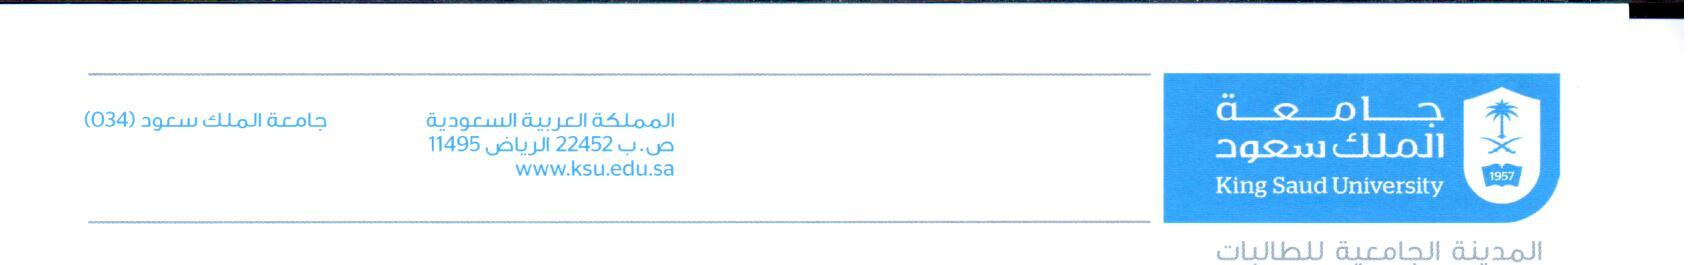 جامعة
الملك سعود
King Saud University
1957
المدينة الجامعية للطالبات
المملكة العربية السعودية
ص.ب 22452 الرياض 11495
www.ksu.edu.sa
جامعة الملك سعود (034)